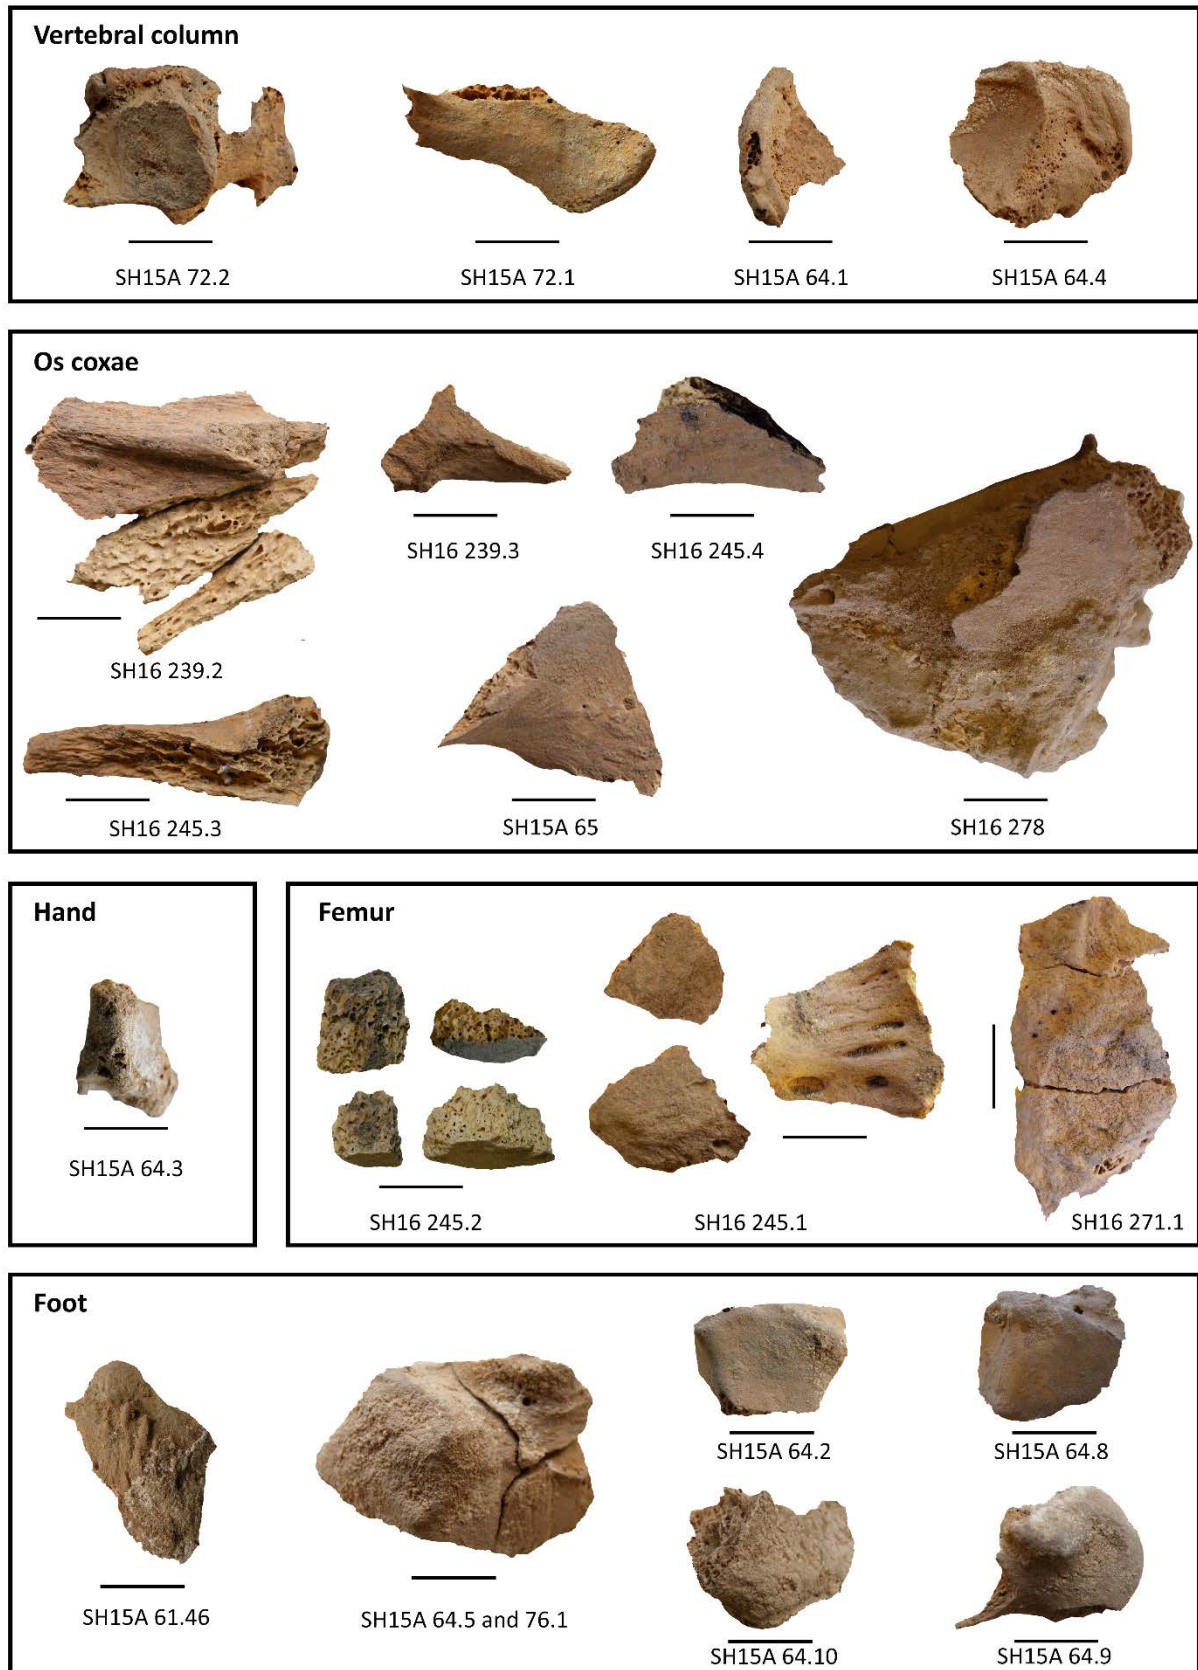 Vertebral column
SH15A 72.2
SH15A 72.1
SH15A 64.1
SH15A 64.4
Os coxae
SH16 239.2
SH16 239.3
SH16 245.4
SH16 245.3
SH15A 65
SH16 278
Hand
SH15A 64.3
Femur
SH16 245.2
SH16 245.1
SH16 271.1
Foot
SH15A 61.46
SH15A 64.5 and 76.1
SH15A 64.2
SH15A 64.8
SH15A 64.10
SH15A 64.9